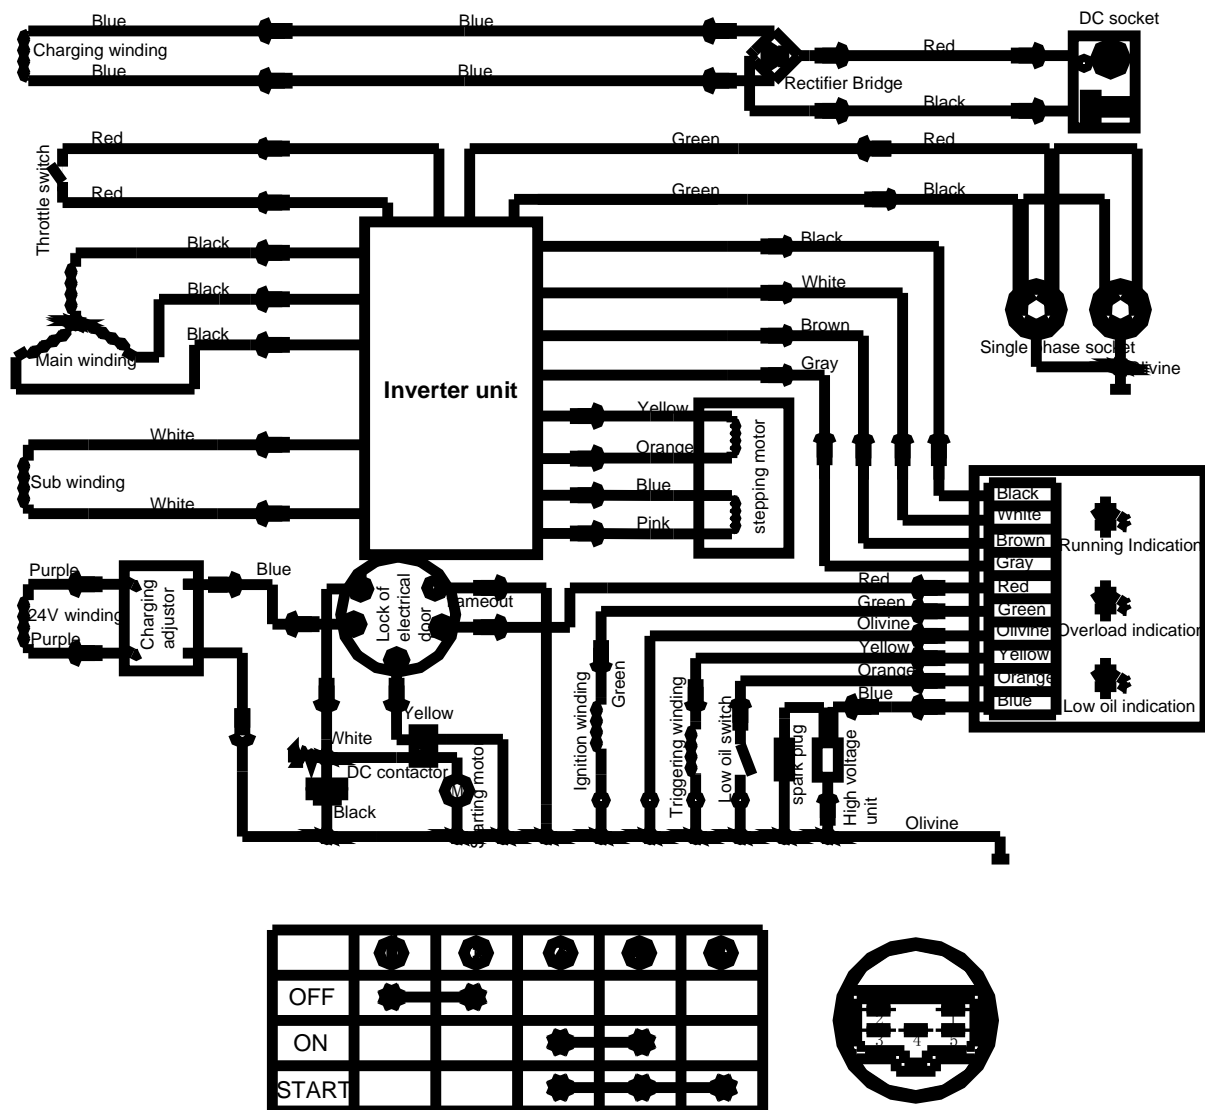 Blue
Blue
DC socket
Charging winding
Red
Blue
Blue
Rectifier Bridge
Black
Red
Green
Red
Throttle switch
Red
Green
Black
Black
Black
Black
White
Black
Brown
Main winding
Single phase socket
Gray
Inverter unit
Yellow
White
Orange
Sub winding
Blue
stepping motor
White
Pink
Black
White
Brown
Running Indication
Gray
Purple
Blue
Red
Red
24V winding
Charging
adjustor
Lock of
electrical
door
Green
Green
Purple
Olivine
Olivine
Overload indication
Yellow
Yellow
Orange
Orange
Blue
Blue
Low oil indication
Ignition winding
Green
Triggering winding
Low oil switch
spark plug
High voltage
unit
Yellow
White
DC contactor
Black
Olivine
OFF
ON
START
2
1
3
4
5